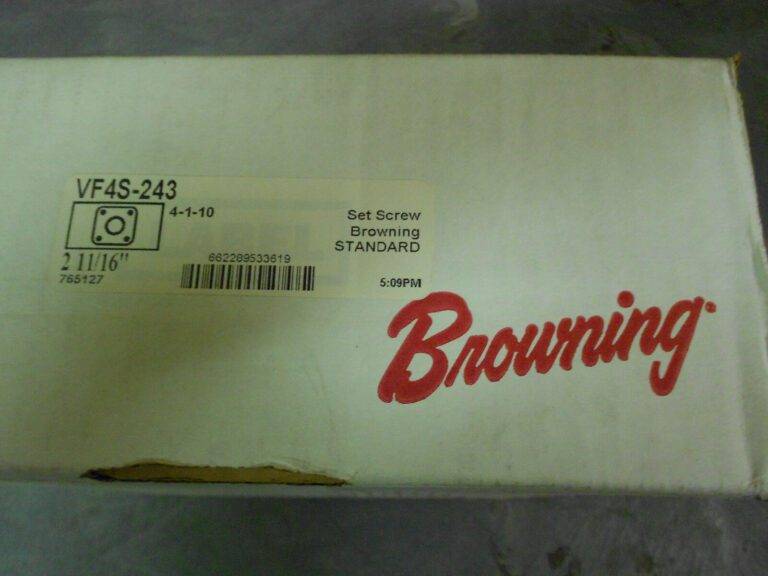 VF4S-243
4-1-10
Set Screw
Browning
STANDARD
2 11/16"
765127
662289533619
5:09PM
Browning